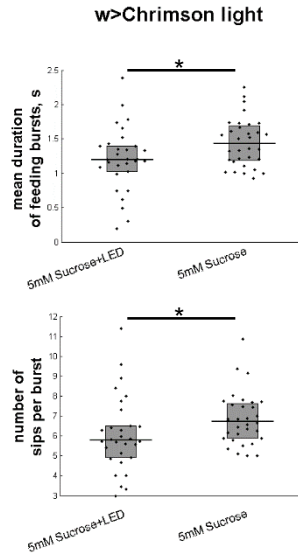 w>Chrimson light
*
mean duration
of feeding bursts, s
2.5
2
1.5
1
0.5
0
5mM Sucrose+LED
5mM Sucrose
*
number of
sips per burst
12
11
10
9
8
7
6
5
4
3
5mM Sucrose+LED
5mM Sucrose